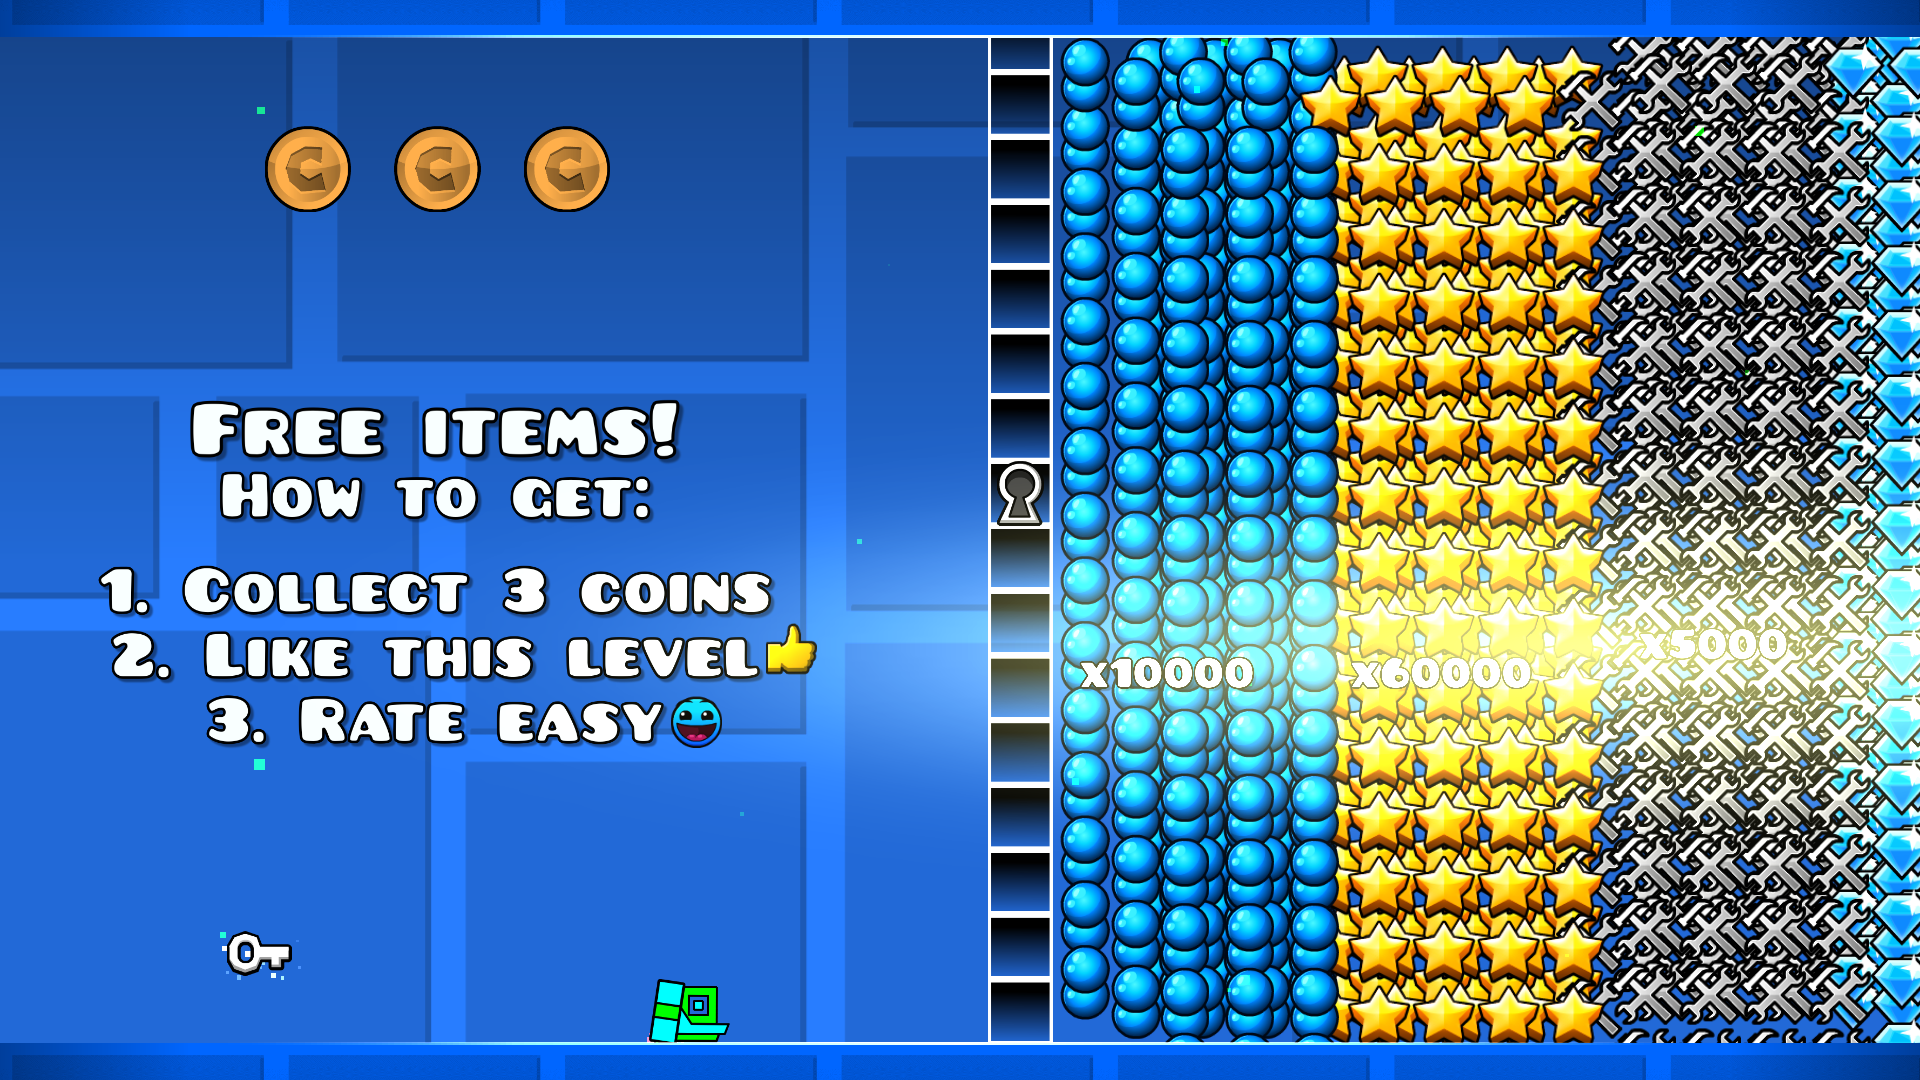 Free items!
How to get:
1. Collect 3 coins
2. Like this level
3. Rate easy
x10000
x60000
x5000